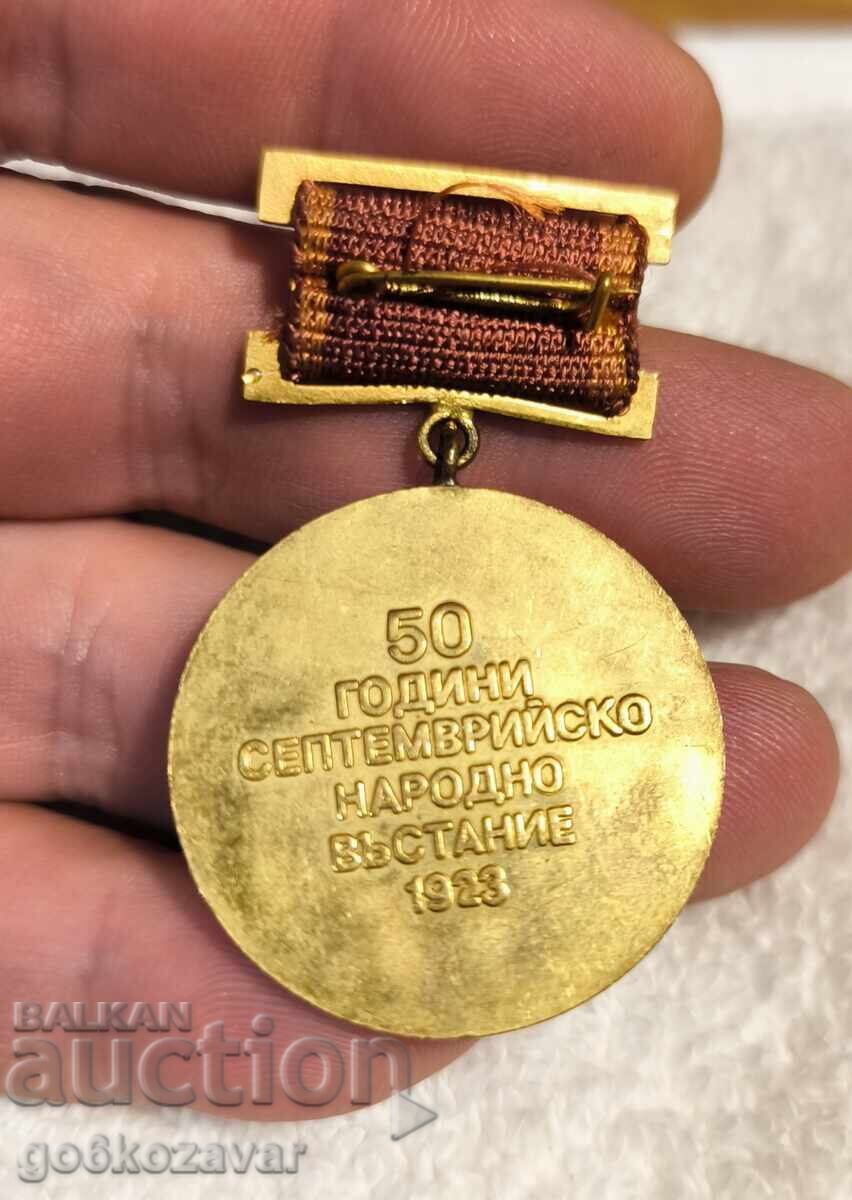 50
ГОДИНИ
СЕПТЕМВРИЙСКО
НАРОДНО
ВЪСТАНИЕ
1923
BALKAN
auction
go6kozavar